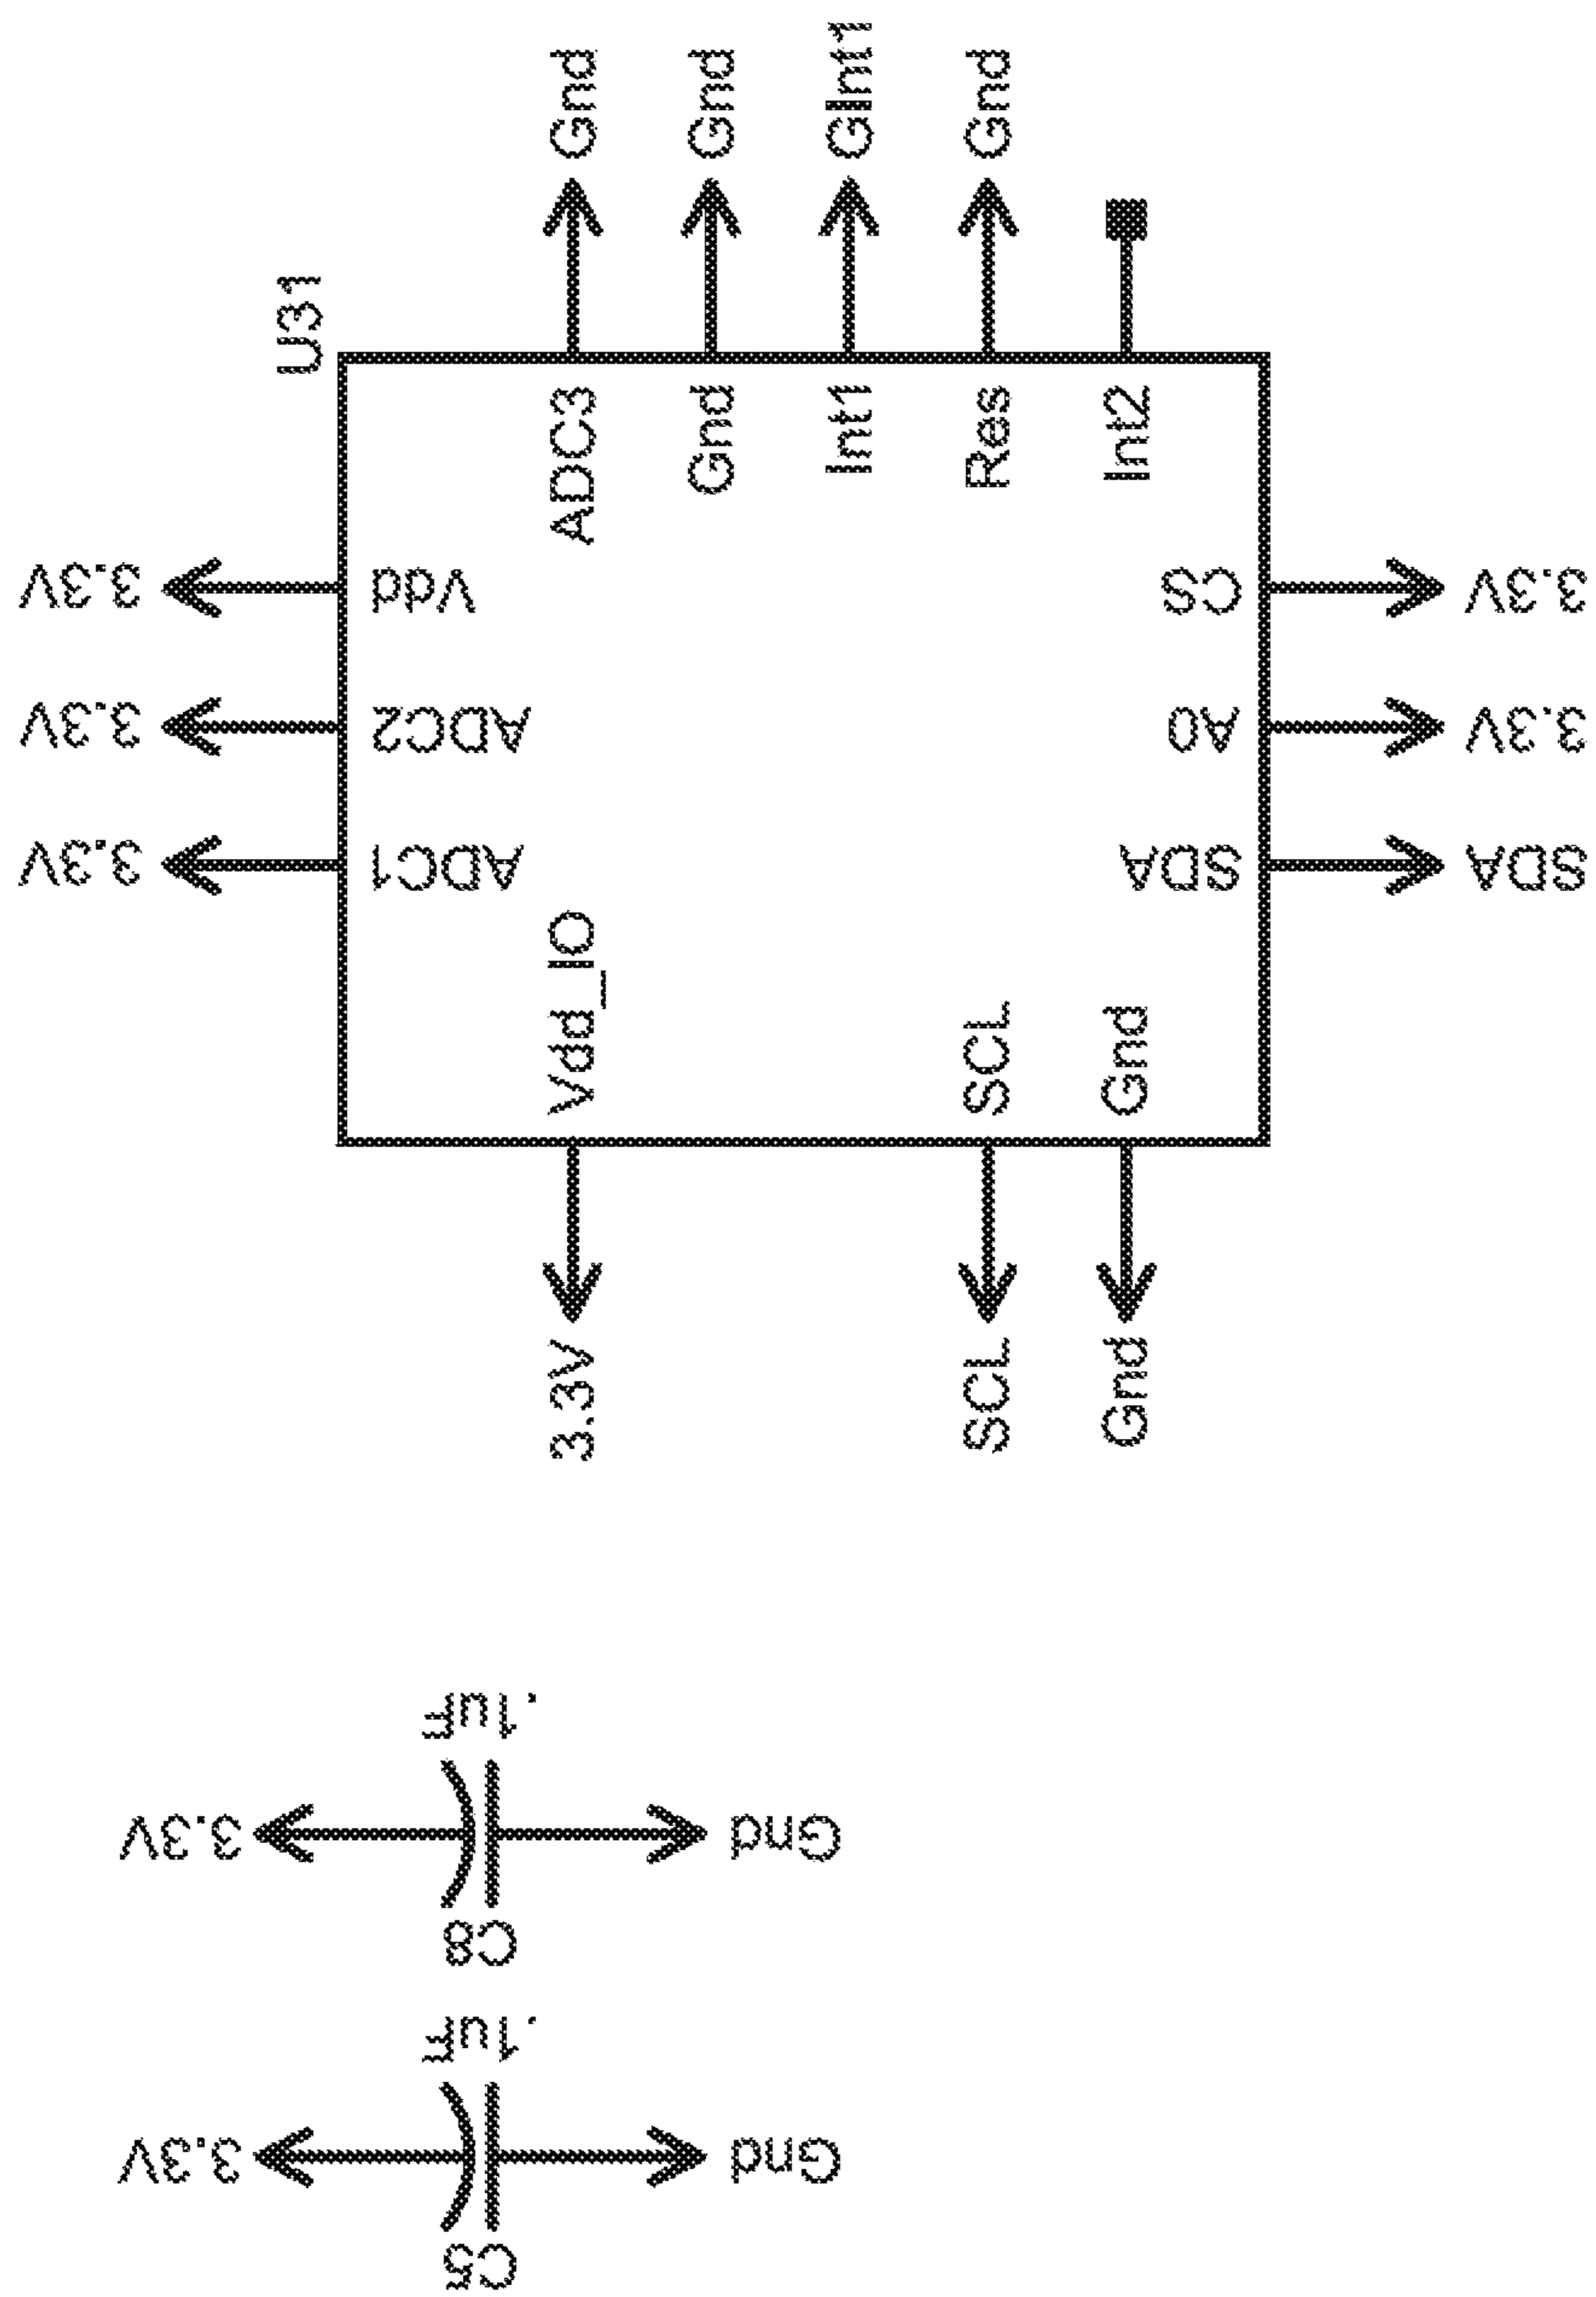 U31
Gnd
Gnd
GInt1
Gnd
ADC3
Gnd
Int1
Res
Int2
3.3V
3.3V
3.3V
Vdd
ADC2
ADC1
CS
A0
SDA
3.3V
3.3V
SDA
Vdd_IO
SCL
Gnd
3.3V
SCL
Gnd
3.3V
.1uF
C8
Gnd
3.3V
.1uF
C5
Gnd